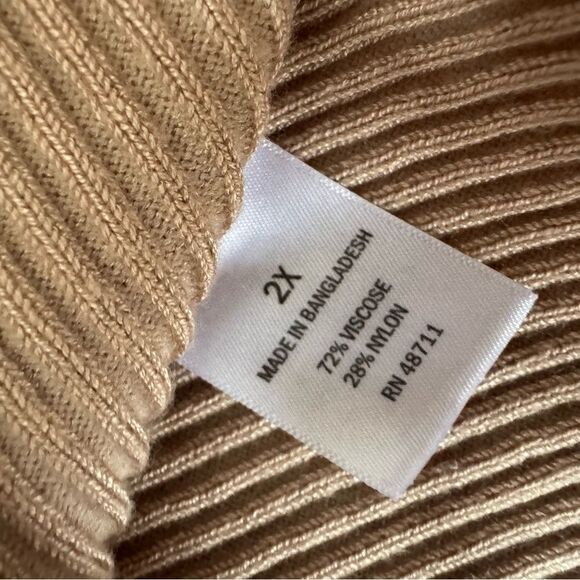 2X
MADE IN BANGLADESH
72% VISCOSE
28% NYLON
RN 48711